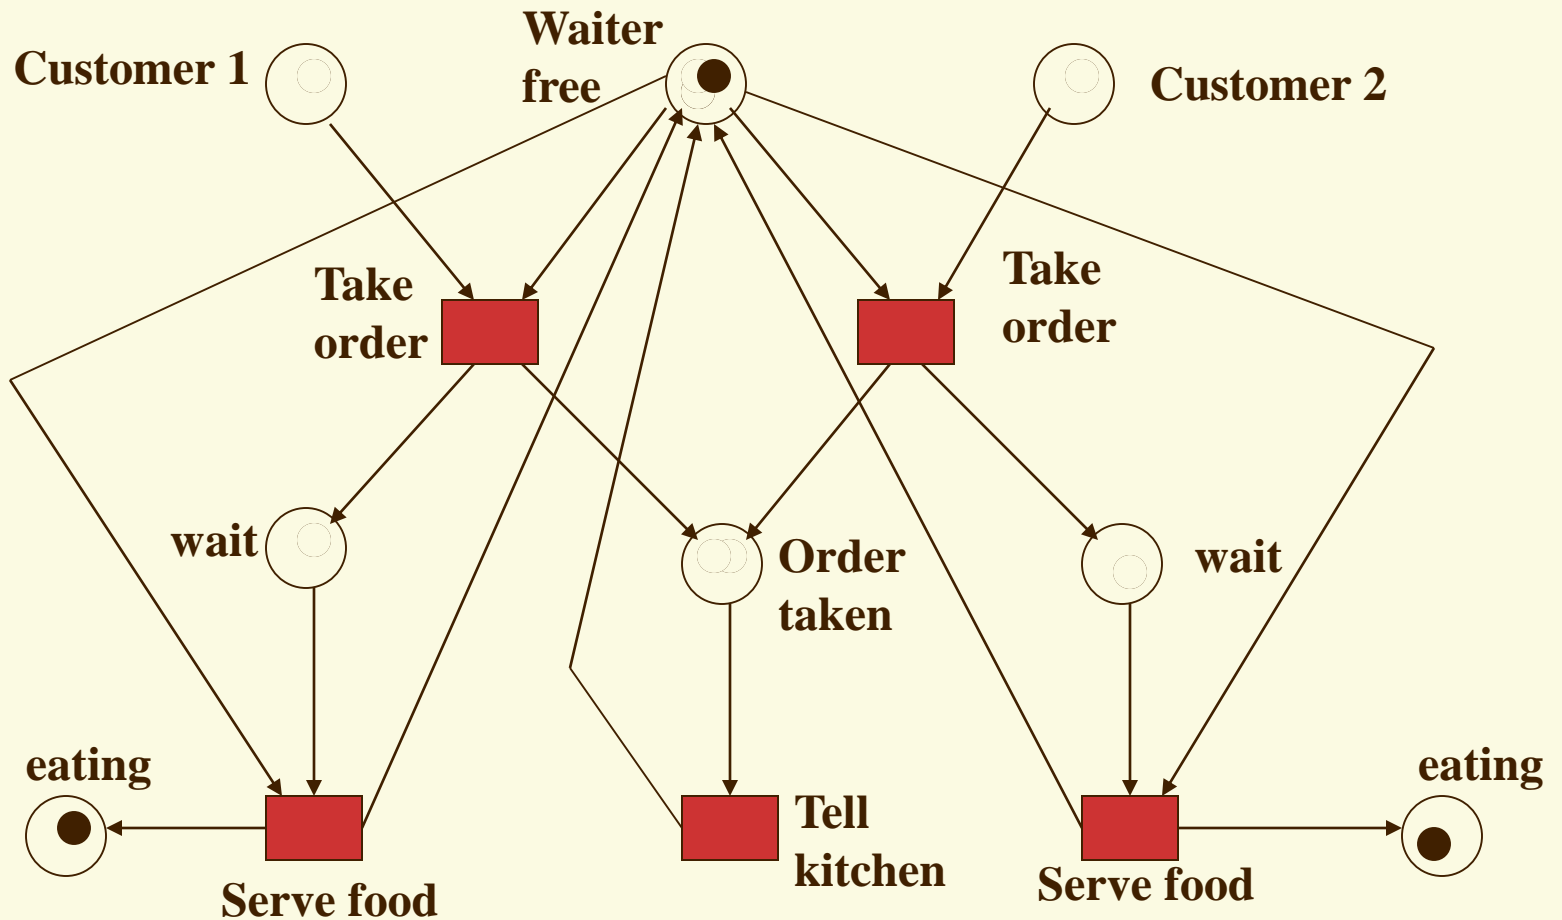 Customer 1
Waiter
free
Customer 2
Take
order
Take
order
wait
Order
taken
wait
eating
eating
Tell
kitchen
Serve food
Serve food